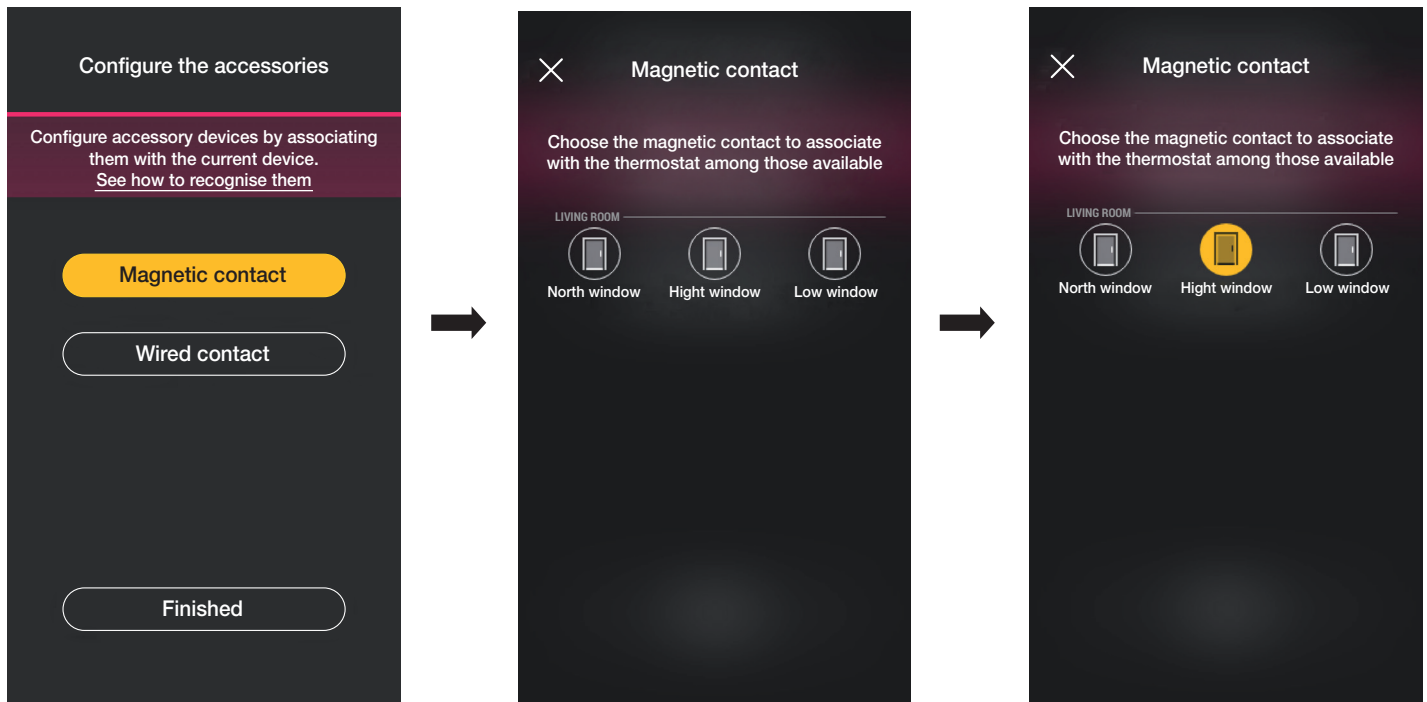 Configure the accessories
Configure accessory devices by associating
them with the current device.
See how to recognise them
Magnetic contact
Wired contact
Finished
Magnetic contact
Choose the magnetic contact to associate
with the thermostat among those available
LIVING ROOM
North window
Hight window
Low window
Magnetic contact
Choose the magnetic contact to associate
with the thermostat among those available
LIVING ROOM
North window
Hight window
Low window